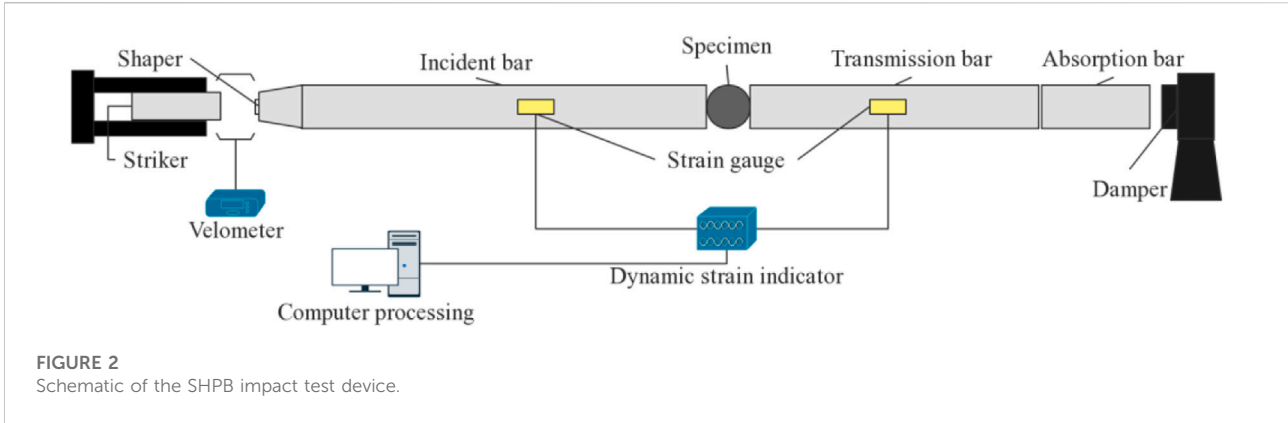 Specimen
Shaper
Incident bar
Transmission bar
Absorption bar
Striker
Strain gauge
Damper
Velometer
Dynamic strain indicator
Computer processing
FIGURE 2
Schematic of the SHPB impact test device.